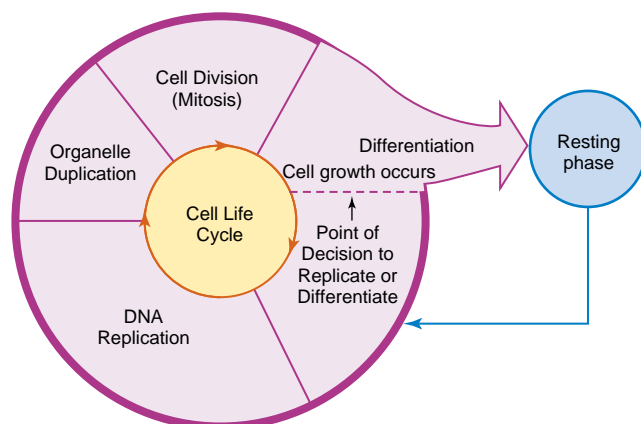 Cell Division
(Mitosis)
Differentiation
Cell growth occurs
Resting
phase
Organelle
Duplication
Cell Life
Cycle
Point of
Decision to
Replicate or
Differentiate
DNA
Replication